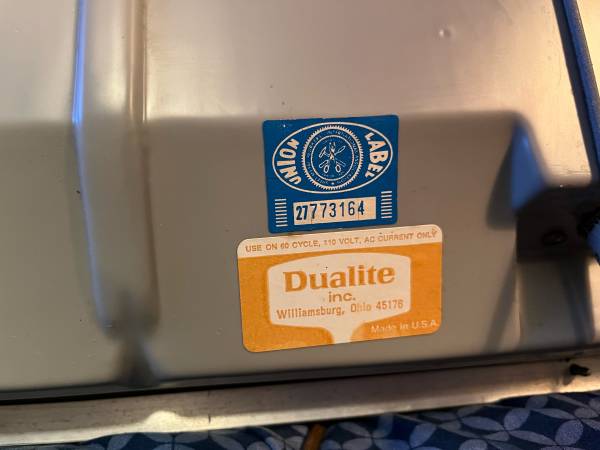 UNION LABEL
27773164
USE ON 60 CYCLE, 110 VOLT, AC CURRENT ONLY
Dualite
inc.
Williamsburg, Ohio 45176
Made in U.S.A.